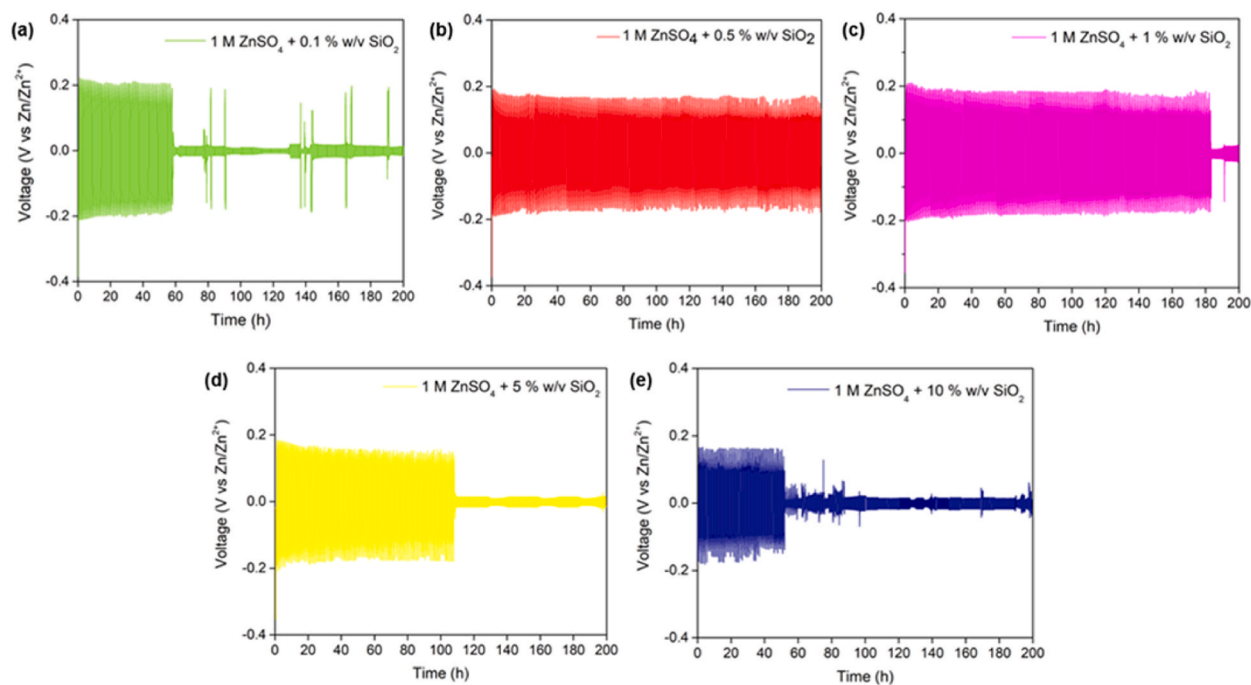 (a)
1 M ZnSO₄ + 0.1 % w/v SiO₂
Voltage (V vs Zn/Zn²⁺)
0.4
0.2
0.0
-0.2
-0.4
0 20 40 60 80 100 120 140 160 180 200
Time (h)
(b)
1 M ZnSO₄ + 0.5 % w/v SiO₂
Voltage (V vs Zn/Zn²⁺)
0.4
0.2
0.0
-0.2
-0.4
0 20 40 60 80 100 120 140 160 180 200
Time (h)
(c)
1 M ZnSO₄ + 1 % w/v SiO₂
Voltage (V vs Zn/Zn²⁺)
0.4
0.2
0.0
-0.2
-0.4
0 20 40 60 80 100 120 140 160 180 200
Time (h)
(d)
1 M ZnSO₄ + 5 % w/v SiO₂
Voltage (V vs Zn/Zn²⁺)
0.4
0.2
0.0
-0.2
-0.4
0 20 40 60 80 100 120 140 160 180 200
Time (h)
(e)
1 M ZnSO₄ + 10 % w/v SiO₂
Voltage (V vs Zn/Zn²⁺)
0.4
0.2
0.0
-0.2
-0.4
0 20 40 60 80 100 120 140 160 180 200
Time (h)